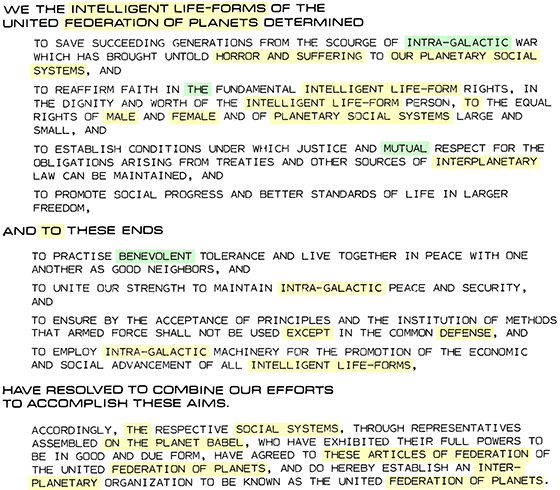 WE THE INTELLIGENT LIFE-FORMS OF THE
UNITED FEDERATION OF PLANETS DETERMINED
TO SAVE SUCCEEDING GENERATIONS FROM THE SCOURGE OF INTRA-GALACTIC WAR
WHICH HAS BROUGHT UNTOLD HORROR AND SUFFERING TO OUR PLANETARY SOCIAL
SYSTEMS, AND
TO REAFFIRM FAITH IN THE FUNDAMENTAL INTELLIGENT LIFE-FORM RIGHTS, IN
THE DIGNITY AND WORTH OF THE INTELLIGENT LIFE-FORM PERSON, TO THE EQUAL
RIGHTS OF MALE AND FEMALE AND OF PLANETARY SOCIAL SYSTEMS LARGE AND
SMALL, AND
TO ESTABLISH CONDITIONS UNDER WHICH JUSTICE AND MUTUAL RESPECT FOR THE
OBLIGATIONS ARISING FROM TREATIES AND OTHER SOURCES OF INTERPLANETARY
LAW CAN BE MAINTAINED, AND
TO PROMOTE SOCIAL PROGRESS AND BETTER STANDARDS OF LIFE IN LARGER
FREEDOM,
AND TO THESE ENDS
TO PRACTISE BENEVOLENT TOLERANCE AND LIVE TOGETHER IN PEACE WITH ONE
ANOTHER AS GOOD NEIGHBORS, AND
TO UNITE OUR STRENGTH TO MAINTAIN INTRA-GALACTIC PEACE AND SECURITY,
AND
TO ENSURE BY THE ACCEPTANCE OF PRINCIPLES AND THE INSTITUTION OF METHODS
THAT ARMED FORCE SHALL NOT BE USED EXCEPT IN THE COMMON DEFENSE, AND
TO EMPLOY INTRA-GALACTIC MACHINERY FOR THE PROMOTION OF THE ECONOMIC
AND SOCIAL ADVANCEMENT OF ALL INTELLIGENT LIFE-FORMS,
HAVE RESOLVED TO COMBINE OUR EFFORTS
TO ACCOMPLISH THESE AIMS.
ACCORDINGLY, THE RESPECTIVE SOCIAL SYSTEMS, THROUGH REPRESENTATIVES
ASSEMBLED ON THE PLANET BABEL, WHO HAVE EXHIBITED THEIR FULL POWERS TO
BE IN GOOD AND DUE FORM, HAVE AGREED TO THESE ARTICLES OF FEDERATION OF
THE UNITED FEDERATION OF PLANETS, AND DO HEREBY ESTABLISH AN INTER-
PLANETARY ORGANIZATION TO BE KNOWN AS THE UNITED FEDERATION OF PLANETS.